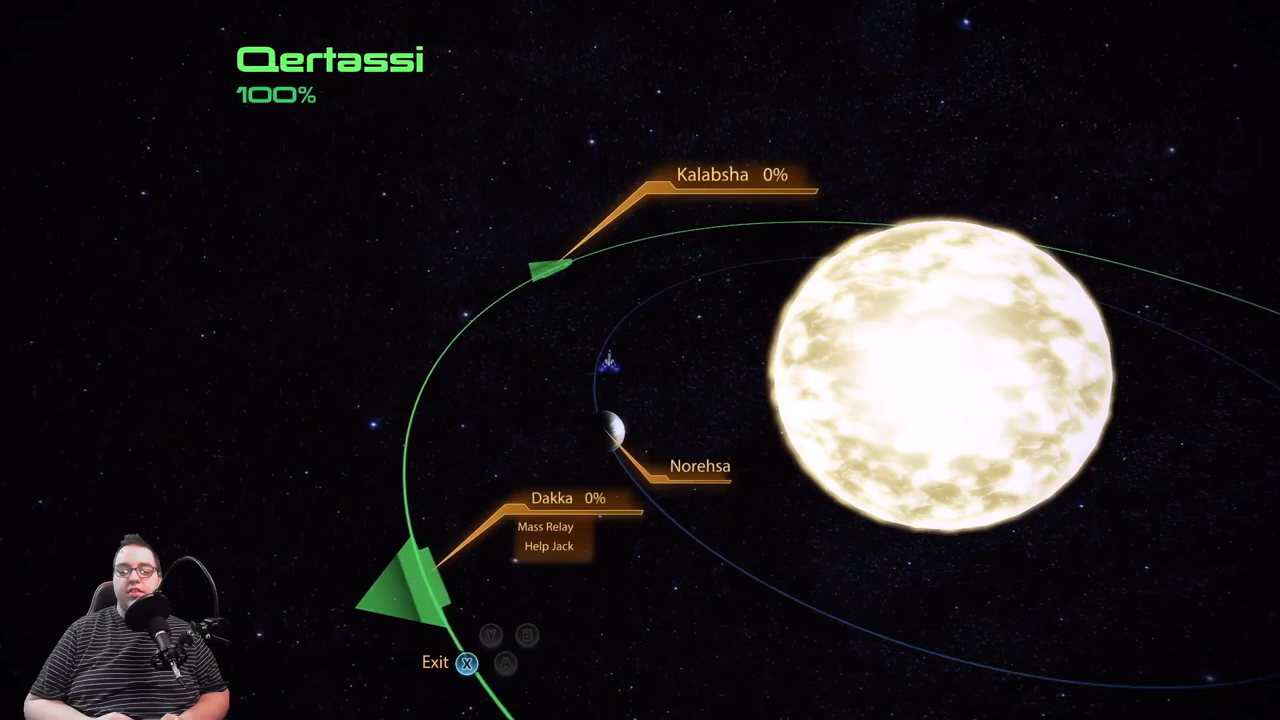 Qertassi
100%
Kalabsha 0%
Norehsa
Dakka 0%
Mass Relay
Help Jack
Y B
Exit X A